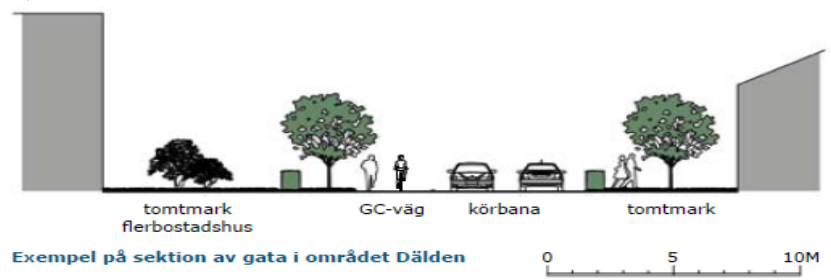 tomtmark
flerbostadshus
GC-väg
körbana
tomtmark
Exempel på sektion av gata i området Dälden
0 5 10M